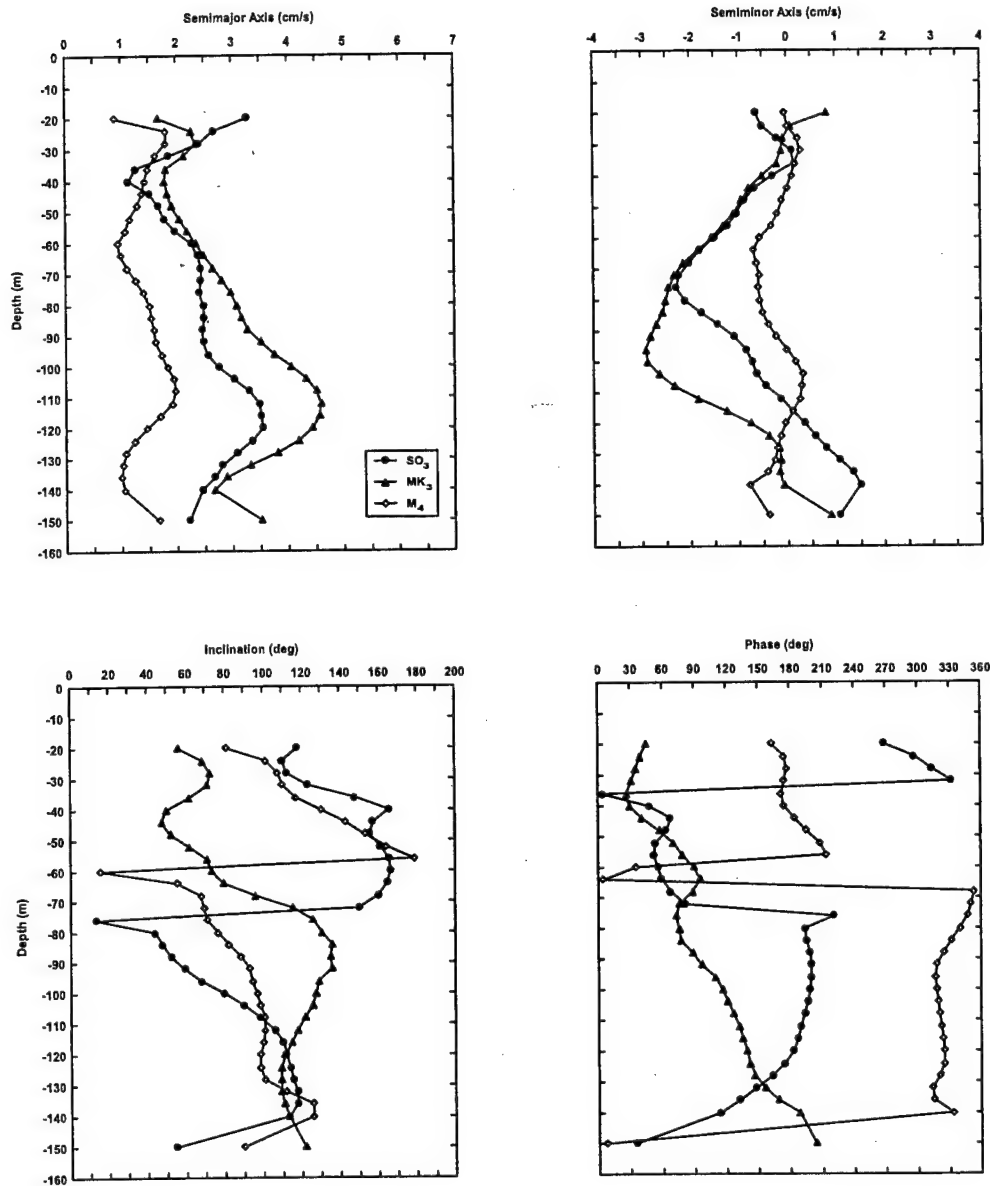 Semimajor Axis (cm/s)
0 1 2 3 4 5 6 7
Semiminor Axis (cm/s)
-4 -3 -2 -1 0 1 2 3 4
0
-10
-20
-30
-40
-50
-60
-70
-80
-90
-100
-110
-120
-130
-140
-150
-160
Depth (m)
SO3
MK3
M4
Inclination (deg)
0 20 40 60 80 100 120 140 160 180 200
Phase (deg)
0 30 60 90 120 150 180 210 240 270 300 330 360
0
-10
-20
-30
-40
-50
-60
-70
-80
-90
-100
-110
-120
-130
-140
-150
-160
Depth (m)